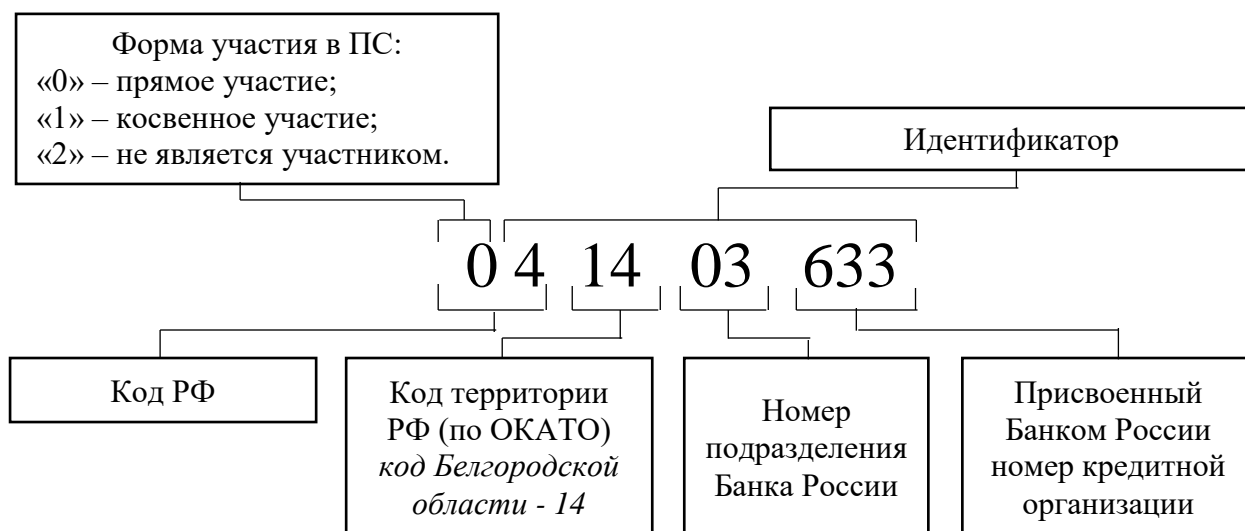 Форма участия в ПС:
«0» – прямое участие;
«1» – косвенное участие;
«2» – не является участником.
Идентификатор
0 4 14 03 633
Код РФ
Код территории
РФ (по ОКАТО)
код Белгородской
области - 14
Номер
подразделения
Банка России
Присвоенный
Банком России
номер кредитной
организации